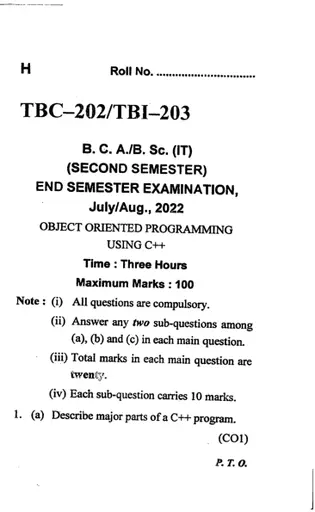 H Roll No. ................................
TBC–202/TBI–203
B. C. A./B. Sc. (IT)
(SECOND SEMESTER)
END SEMESTER EXAMINATION,
July/Aug., 2022
OBJECT ORIENTED PROGRAMMING
USING C++
Time : Three Hours
Maximum Marks : 100
Note : (i) All questions are compulsory.
(ii) Answer any two sub-questions among
(a), (b) and (c) in each main question.
(iii) Total marks in each main question are
twenty.
(iv) Each sub-question carries 10 marks.
1. (a) Describe major parts of a C++ program.
(CO1)
P. T. O.